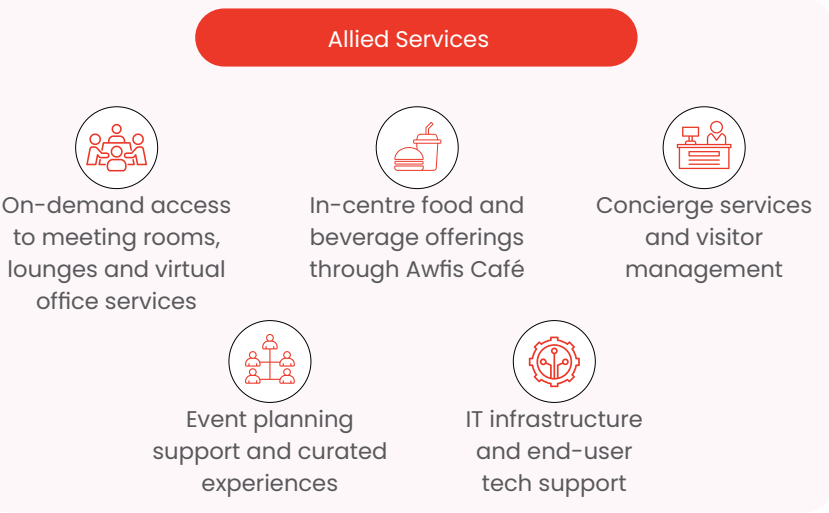 Allied Services
On-demand access
to meeting rooms,
lounges and virtual
office services
In-centre food and
beverage offerings
through Awfis Café
Concierge services
and visitor
management
Event planning
support and curated
experiences
IT infrastructure
and end-user
tech support